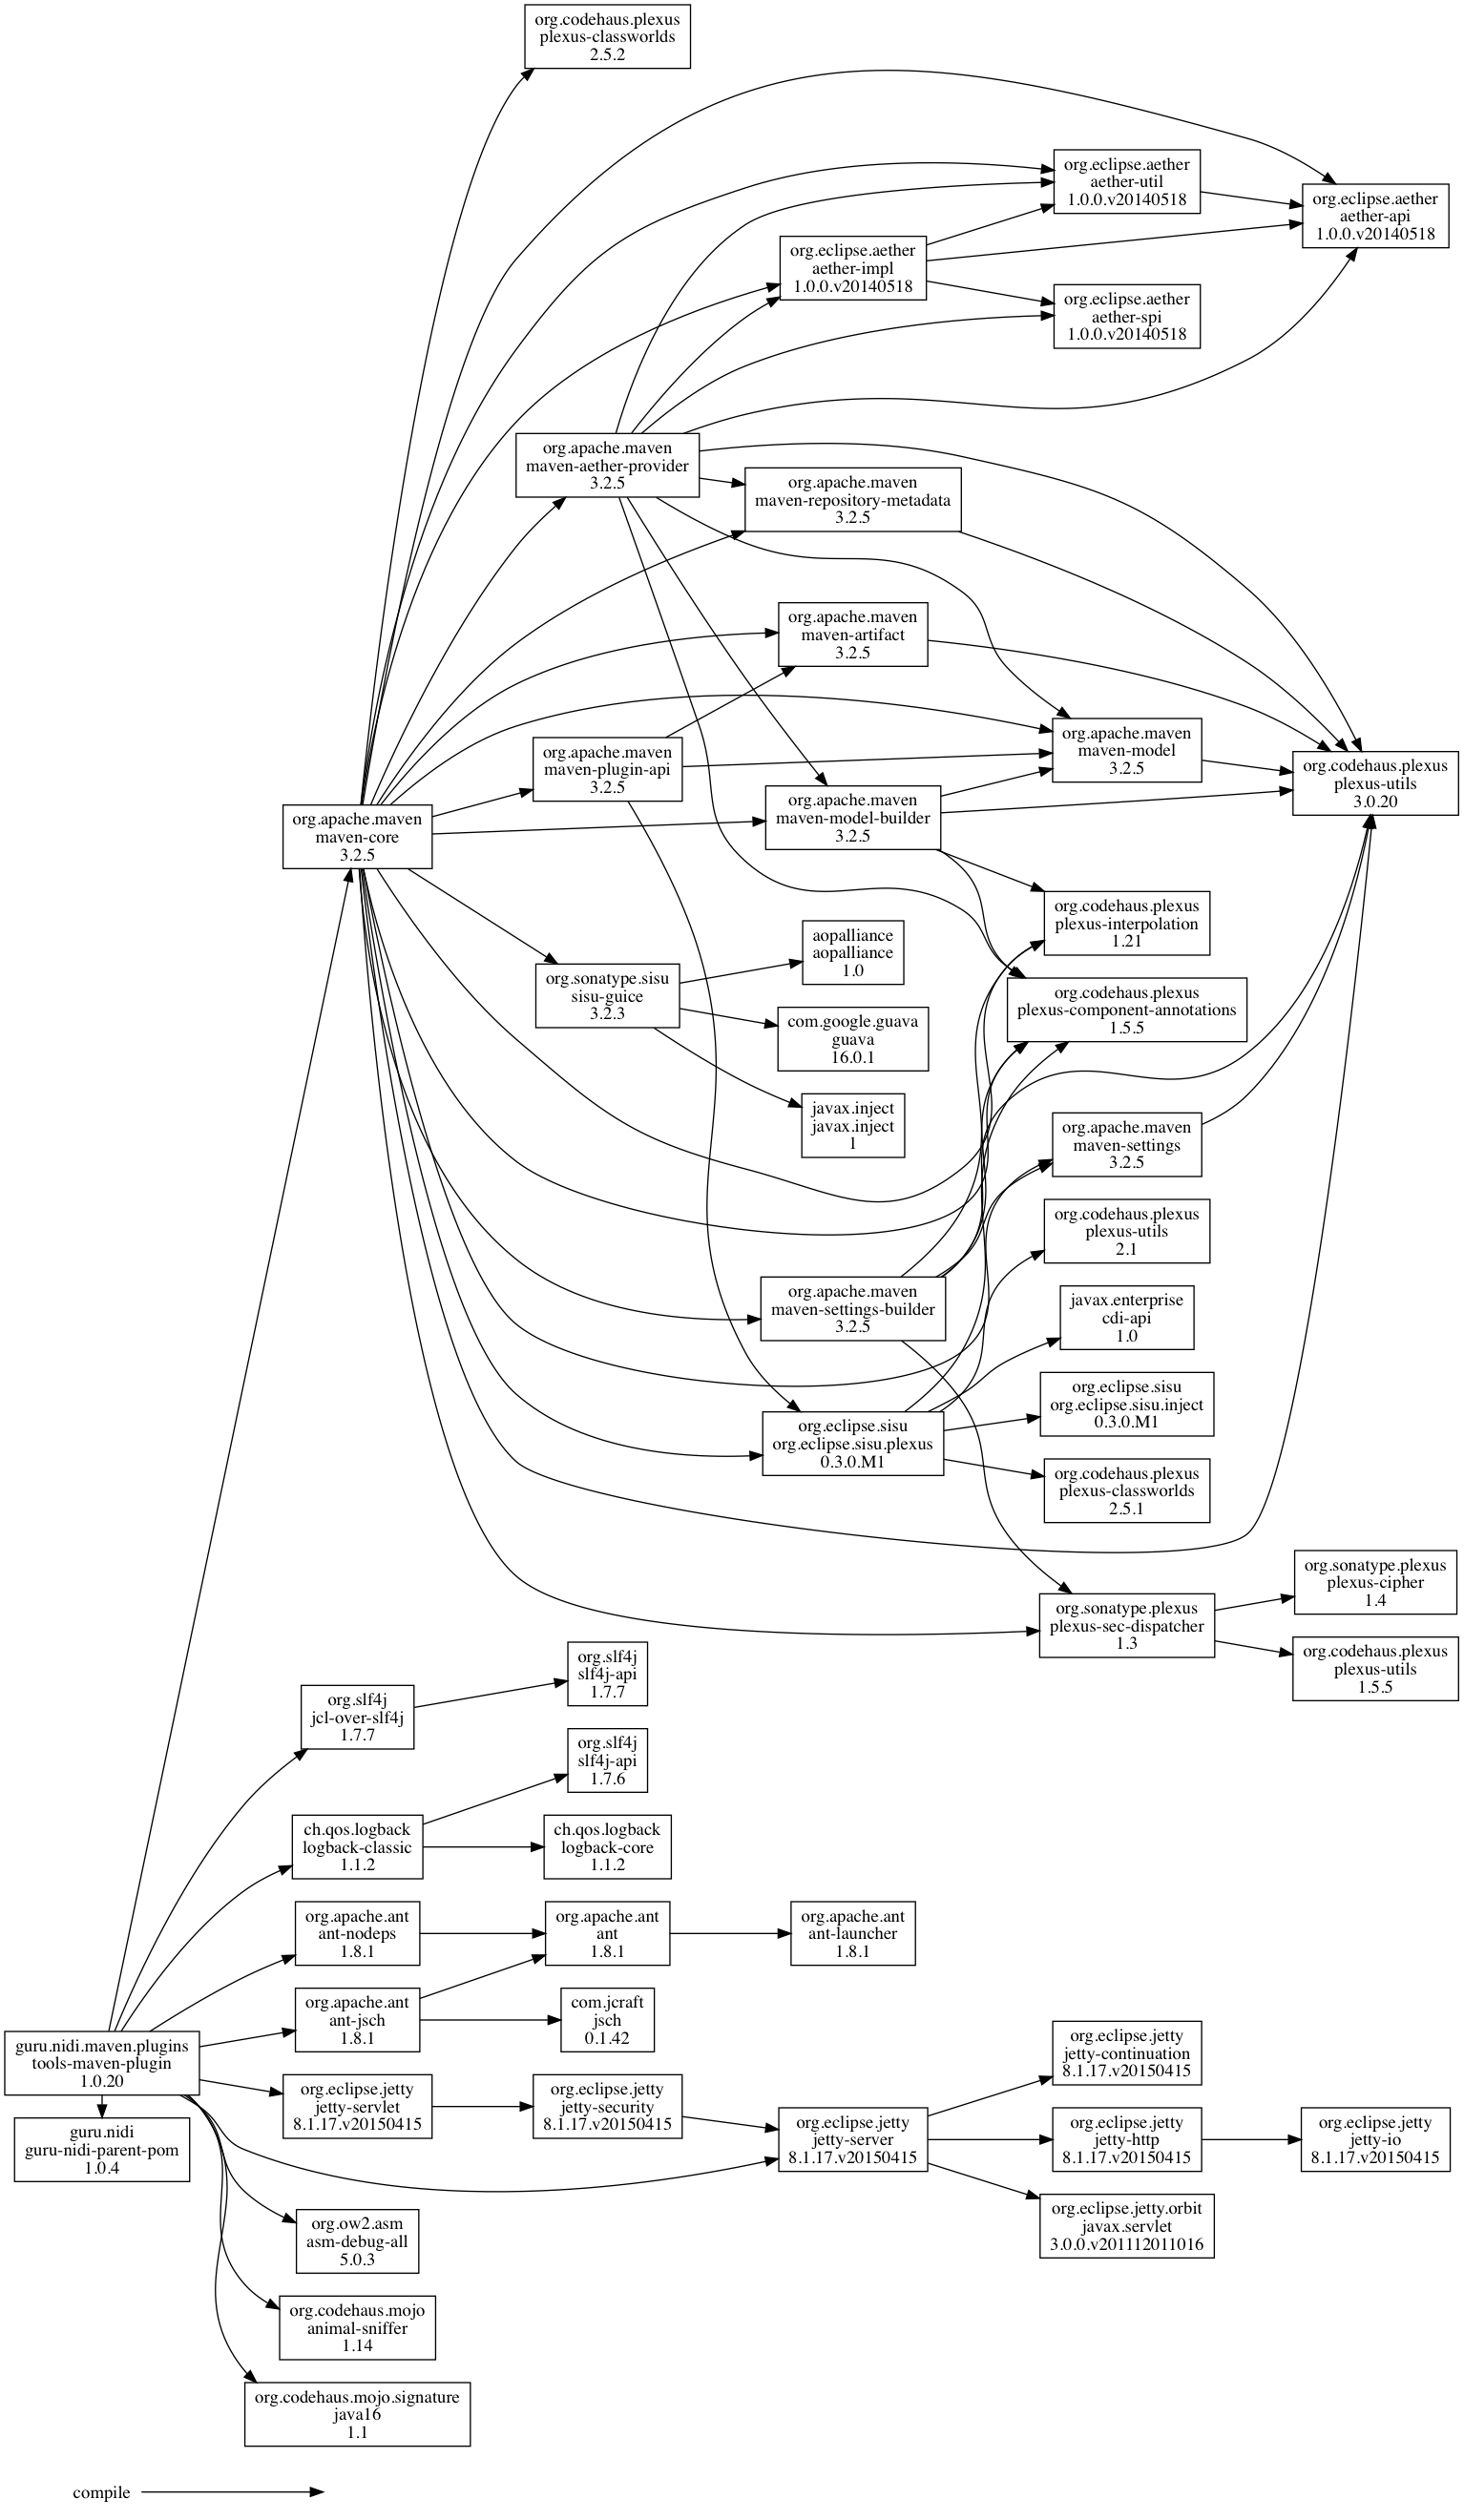 org.codehaus.plexus
plexus-classworlds
2.5.2
org.eclipse.aether
aether-util
1.0.0.v20140518
org.eclipse.aether
aether-api
1.0.0.v20140518
org.eclipse.aether
aether-impl
1.0.0.v20140518
org.eclipse.aether
aether-spi
1.0.0.v20140518
org.apache.maven
maven-aether-provider
3.2.5
org.apache.maven
maven-repository-metadata
3.2.5
org.apache.maven
maven-artifact
3.2.5
org.apache.maven
maven-model
3.2.5
org.apache.maven
maven-plugin-api
3.2.5
org.codehaus.plexus
plexus-utils
3.0.20
org.apache.maven
maven-model-builder
3.2.5
org.apache.maven
maven-core
3.2.5
org.codehaus.plexus
plexus-interpolation
1.21
aopalliance
aopalliance
1.0
org.sonatype.sisu
sisu-guice
3.2.3
org.codehaus.plexus
plexus-component-annotations
1.5.5
com.google.guava
guava
16.0.1
javax.inject
javax.inject
1
org.apache.maven
maven-settings
3.2.5
org.codehaus.plexus
plexus-utils
2.1
org.apache.maven
maven-settings-builder
3.2.5
javax.enterprise
cdi-api
1.0
org.eclipse.sisu
org.eclipse.sisu.inject
0.3.0.M1
org.eclipse.sisu
org.eclipse.sisu.plexus
0.3.0.M1
org.codehaus.plexus
plexus-classworlds
2.5.1
org.sonatype.plexus
plexus-cipher
1.4
org.sonatype.plexus
plexus-sec-dispatcher
1.3
org.codehaus.plexus
plexus-utils
1.5.5
org.slf4j
slf4j-api
1.7.7
org.slf4j
jcl-over-slf4j
1.7.7
org.slf4j
slf4j-api
1.7.6
ch.qos.logback
logback-classic
1.1.2
ch.qos.logback
logback-core
1.1.2
org.apache.ant
ant-nodeps
1.8.1
org.apache.ant
ant
1.8.1
org.apache.ant
ant-launcher
1.8.1
org.apache.ant
ant-jsch
1.8.1
com.jcraft
jsch
0.1.42
guru.nidi.maven.plugins
tools-maven-plugin
1.0.20
org.eclipse.jetty
jetty-continuation
8.1.17.v20150415
org.eclipse.jetty
jetty-servlet
8.1.17.v20150415
org.eclipse.jetty
jetty-security
8.1.17.v20150415
org.eclipse.jetty
jetty-server
8.1.17.v20150415
org.eclipse.jetty
jetty-http
8.1.17.v20150415
org.eclipse.jetty
jetty-io
8.1.17.v20150415
guru.nidi
guru-nidi-parent-pom
1.0.4
org.eclipse.jetty.orbit
javax.servlet
3.0.0.v201112011016
org.ow2.asm
asm-debug-all
5.0.3
org.codehaus.mojo
animal-sniffer
1.14
org.codehaus.mojo.signature
java16
1.1
compile